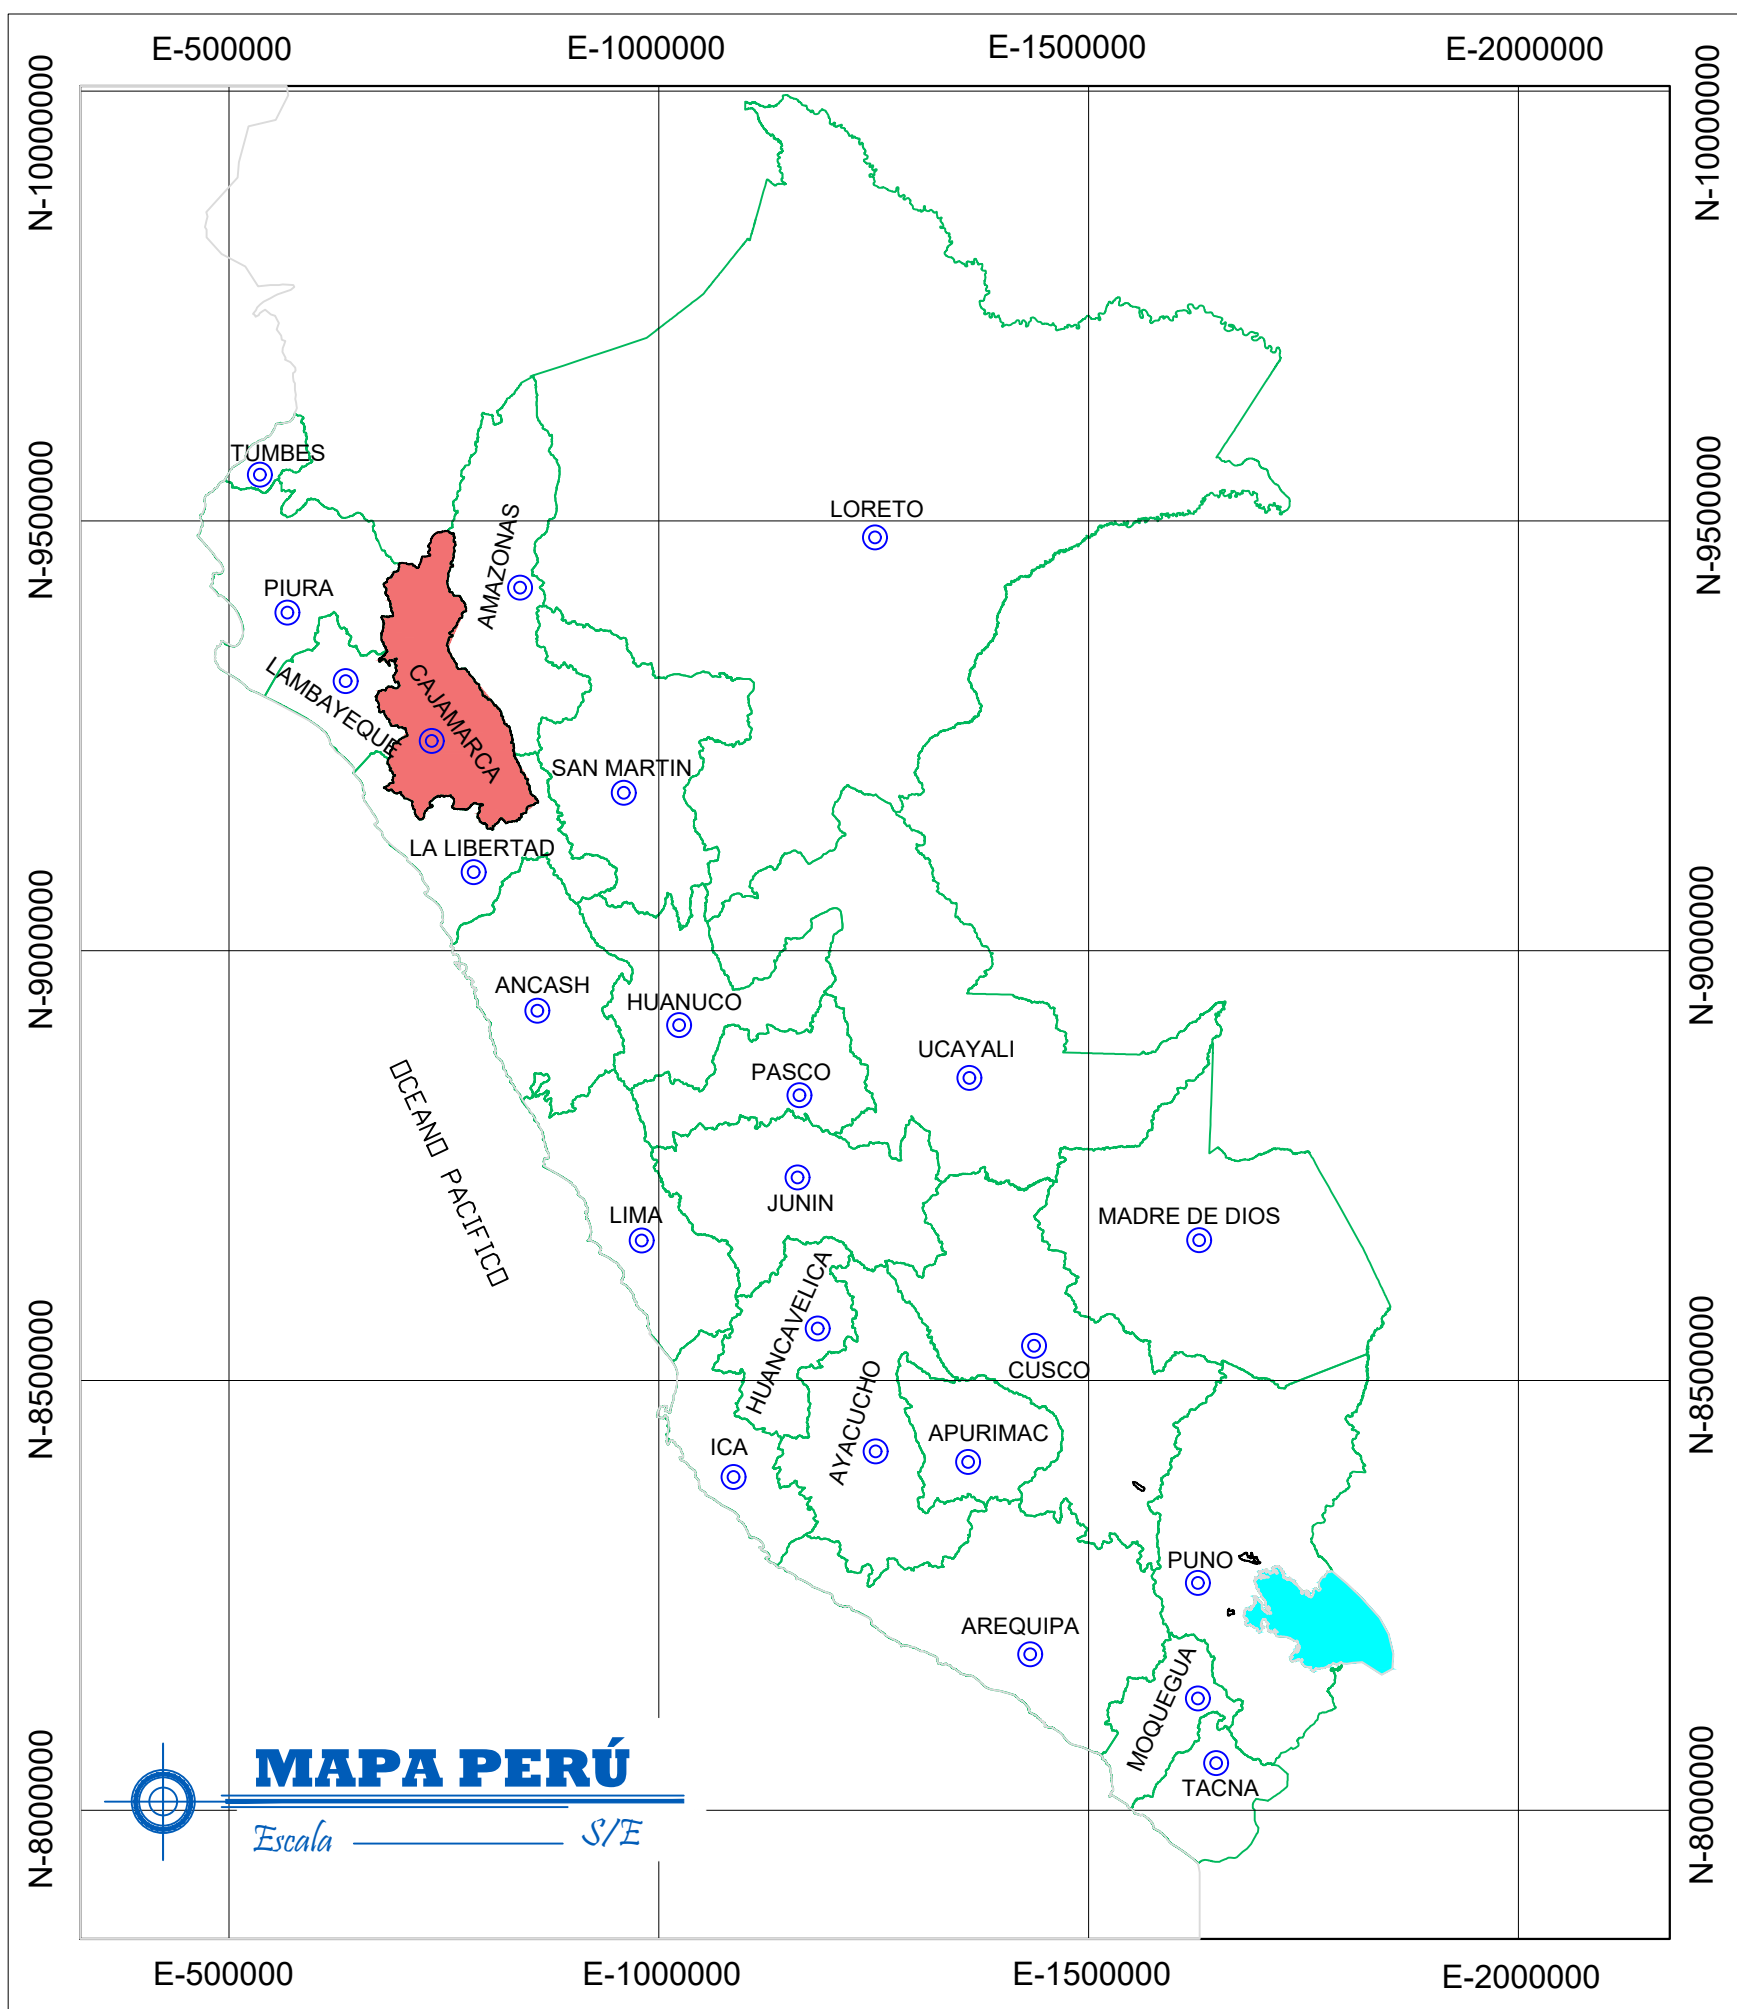 E-500000 E-1000000 E-1500000 E-2000000
N-10000000
N-10000000
TUMBES
N-9500000
N-9500000
LORETO
AMAZONAS
PIURA
LAMBAYEQUE
CAJAMARCA
SAN MARTIN
LA LIBERTAD
N-9000000
N-9000000
ANCASH
HUANUCO
UCAYALI
PASCO
OCEANO PACIFICO
JUNIN
LIMA
MADRE DE DIOS
HUANCAVELICA
CUSCO
N-8500000
N-8500000
AYACUCHO
APURIMAC
ICA
PUNO
AREQUIPA
MOQUEGUA
TACNA
N-8000000
N-8000000
MAPA PERÚ
Escala S/E
E-500000 E-1000000 E-1500000 E-2000000